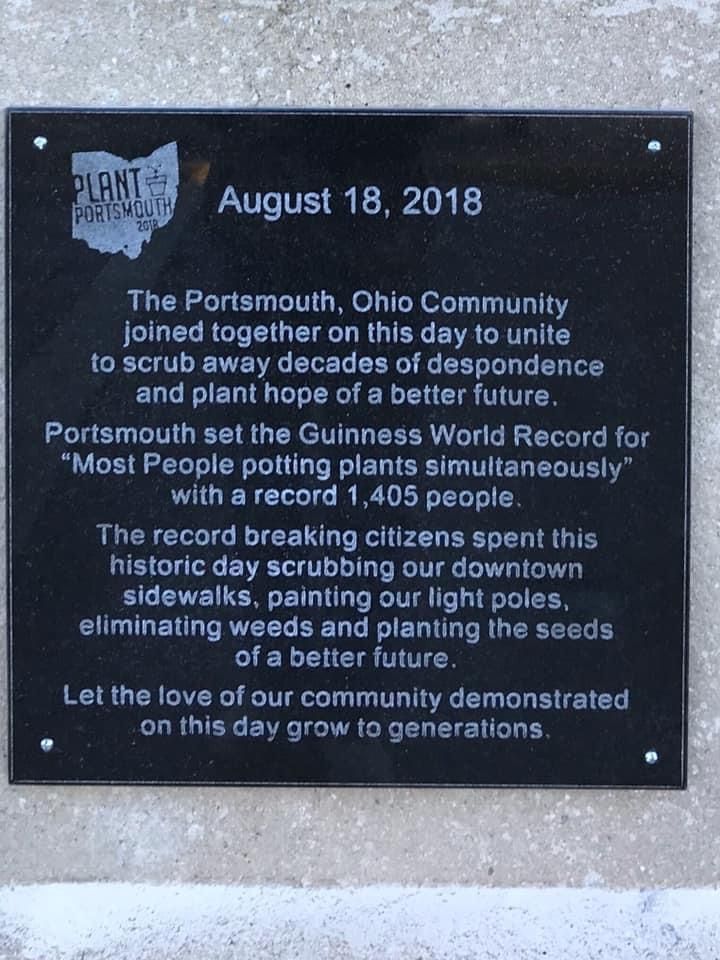 PLANT
PORTSMOUTH
2018
August 18, 2018
The Portsmouth, Ohio Community
joined together on this day to unite
to scrub away decades of despondence
and plant hope of a better future.
Portsmouth set the Guinness World Record for
“Most People potting plants simultaneously”
with a record 1,405 people.
The record breaking citizens spent this
historic day scrubbing our downtown
sidewalks, painting our light poles,
eliminating weeds and planting the seeds
of a better future.
Let the love of our community demonstrated
on this day grow to generations.